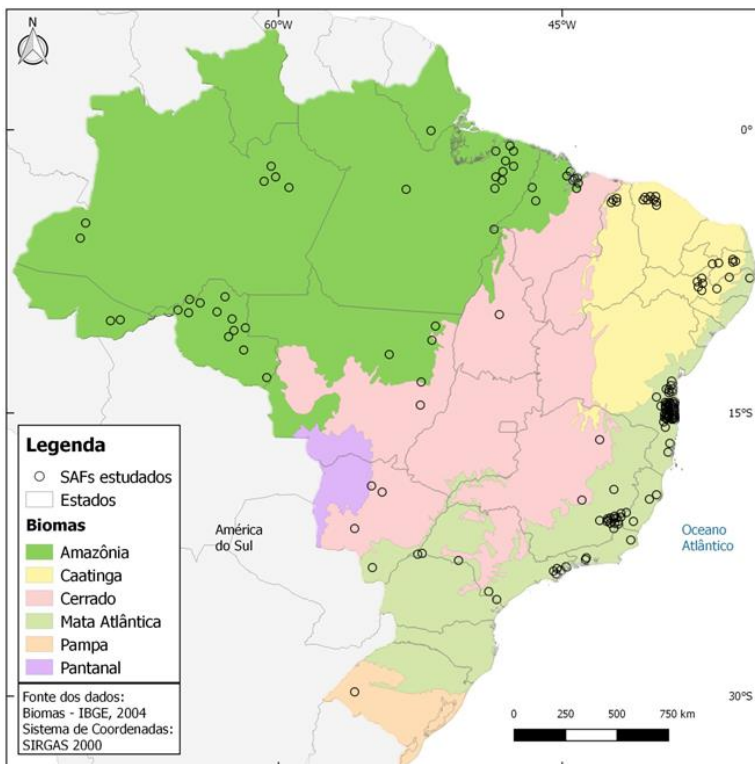 60°W
45°W
N
0°
15°S
Legenda
SAFs estudados
Estados
Biomas
Amazônia
Caatinga
Cerrado
Mata Atlântica
Pampa
Pantanal
América
do Sul
Oceano
Atlântico
Fonte dos dados:
Biomas - IBGE, 2004
Sistema de Coordenadas:
SIRGAS 2000
30°S
0 250 500 750 km